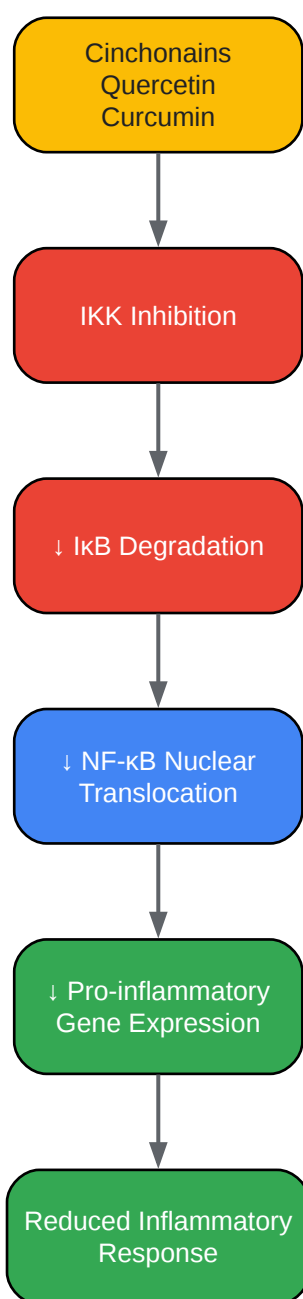 Cinchonains
Quercetin
Curcumin
IKK Inhibition
↓ IκB Degradation
↓ NF-κB Nuclear
Translocation
↓ Pro-inflammatory
Gene Expression
Reduced Inflammatory
Response